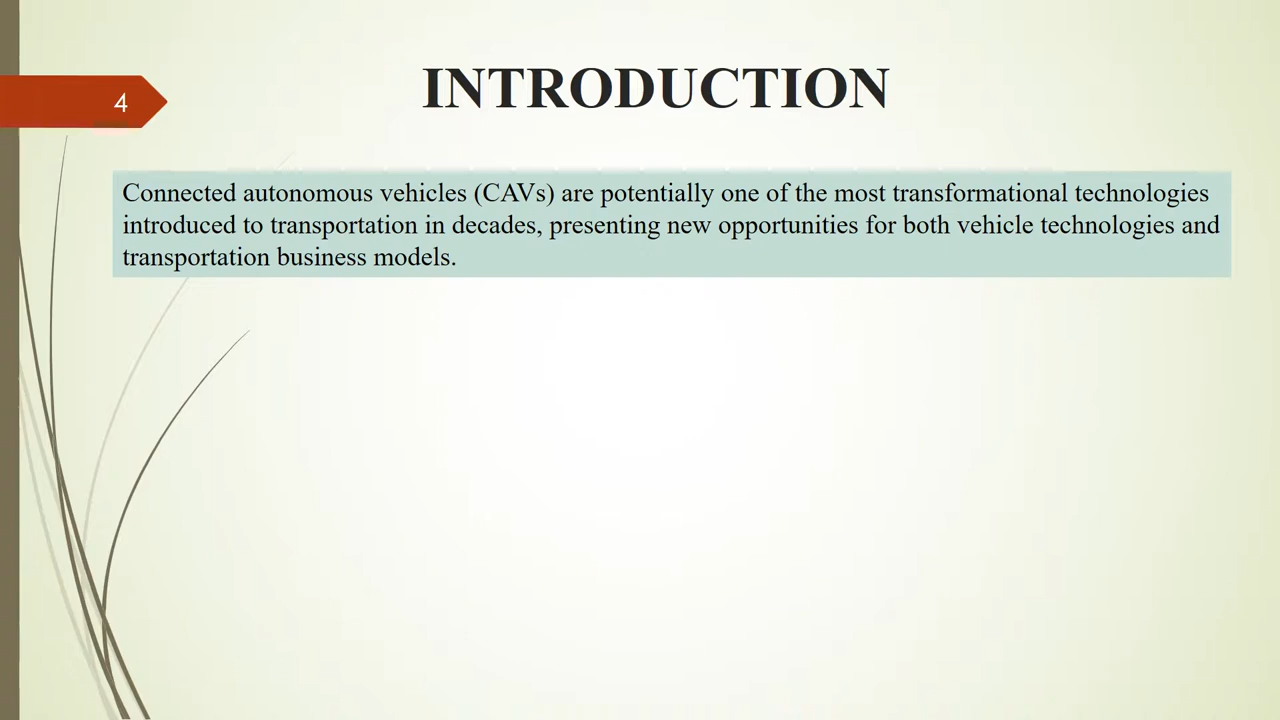 INTRODUCTION
4
Connected autonomous vehicles (CAVs) are potentially one of the most transformational technologies
introduced to transportation in decades, presenting new opportunities for both vehicle technologies and
transportation business models.